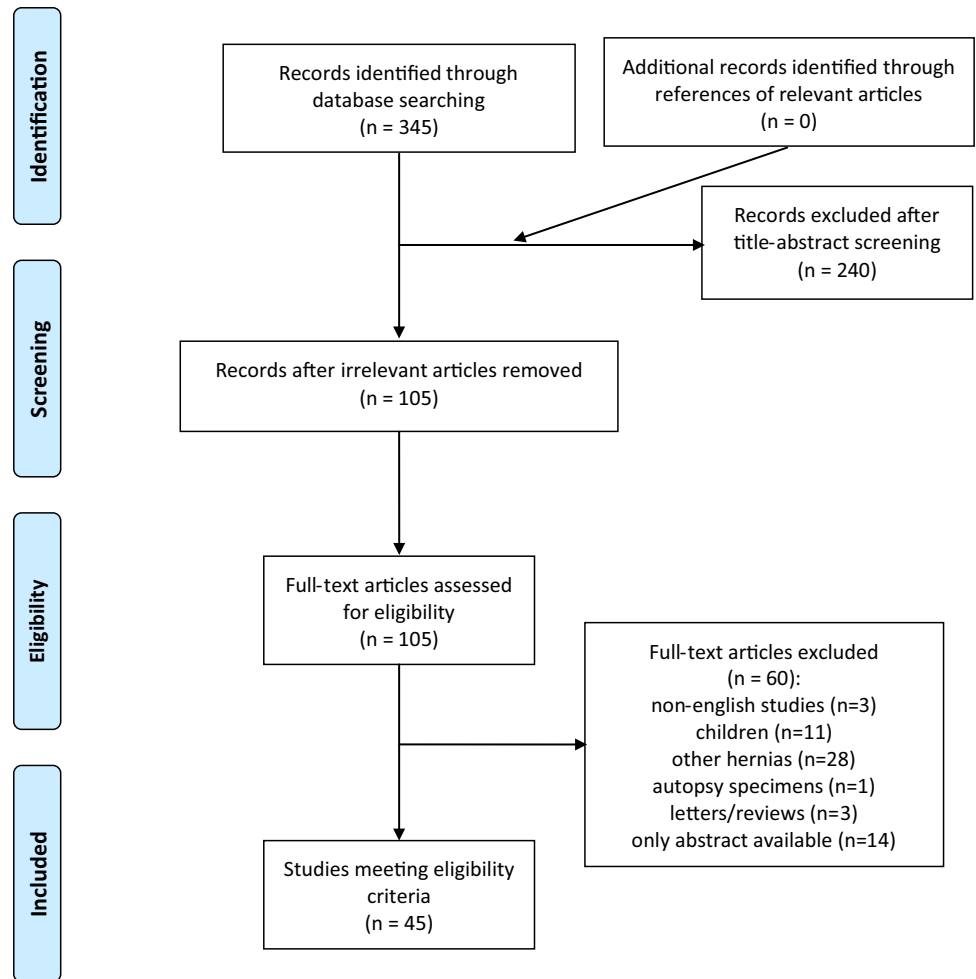 Identification
Records identified through
database searching
(n = 345)
Additional records identified through
references of relevant articles
(n = 0)
Records excluded after
title-abstract screening
(n = 240)
Screening
Records after irrelevant articles removed
(n = 105)
Eligibility
Full-text articles assessed
for eligibility
(n = 105)
Full-text articles excluded
(n = 60):
non-english studies (n=3)
children (n=11)
other hernias (n=28)
autopsy specimens (n=1)
letters/reviews (n=3)
only abstract available (n=14)
Included
Studies meeting eligibility
criteria
(n = 45)